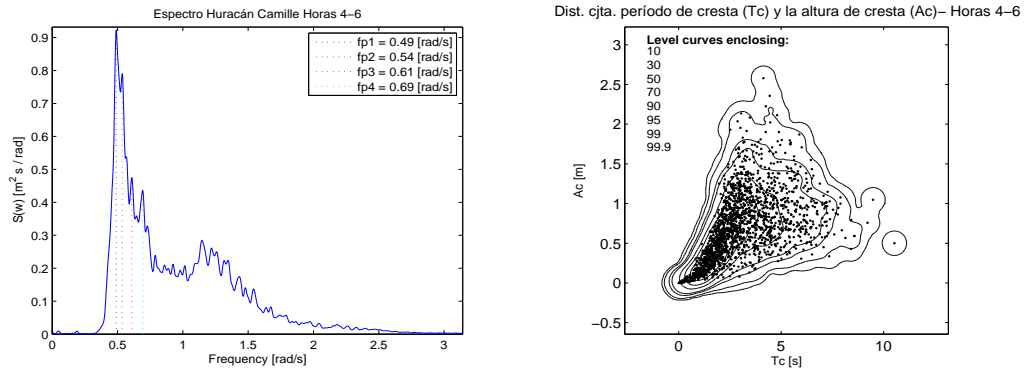 Espectro Huracán Camille Horas 4−6
fp1 = 0.49 [rad/s]
fp2 = 0.54 [rad/s]
fp3 = 0.61 [rad/s]
fp4 = 0.69 [rad/s]
S(w) [m² s / rad]
0.9
0.8
0.7
0.6
0.5
0.4
0.3
0.2
0.1
0
0 0.5 1 1.5 2 2.5 3
Frequency [rad/s]
Dist. cjta. período de cresta (Tc) y la altura de cresta (Ac)− Horas 4−6
Level curves enclosing:
10
30
50
70
90
95
99
99.9
Ac [m]
3
2.5
2
1.5
1
0.5
0
−0.5
0 5 10
Tc [s]